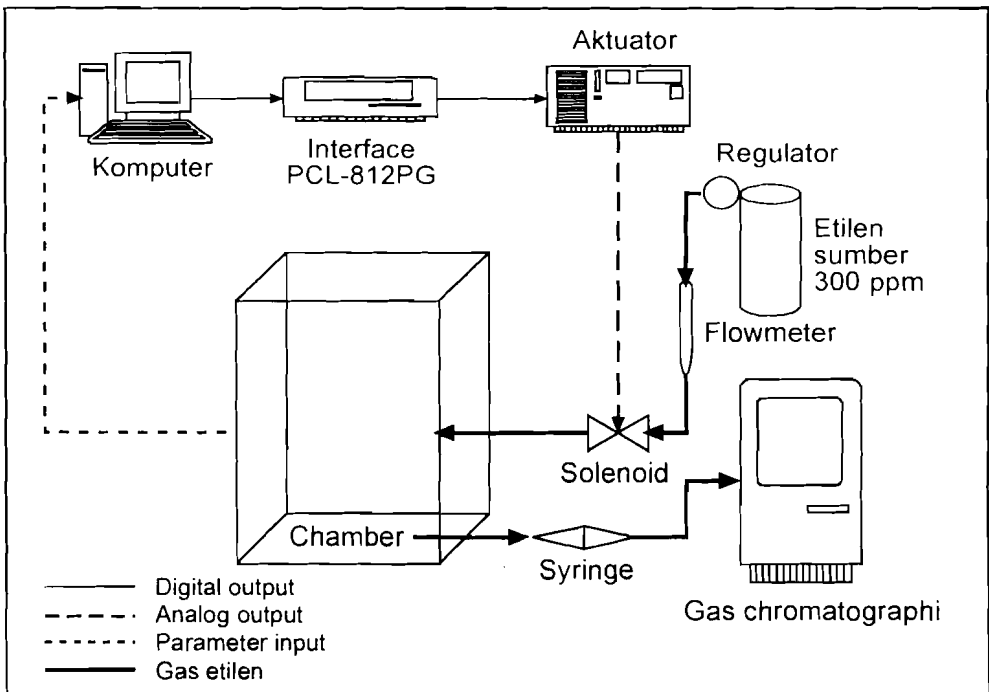 Aktuator
Komputer
Interface
PCL-812PG
Regulator
Etilen
sumber
300 ppm
Flowmeter
Solenoid
Chamber
Syringe
Gas chromatographi
Digital output
Analog output
Parameter input
Gas etilen